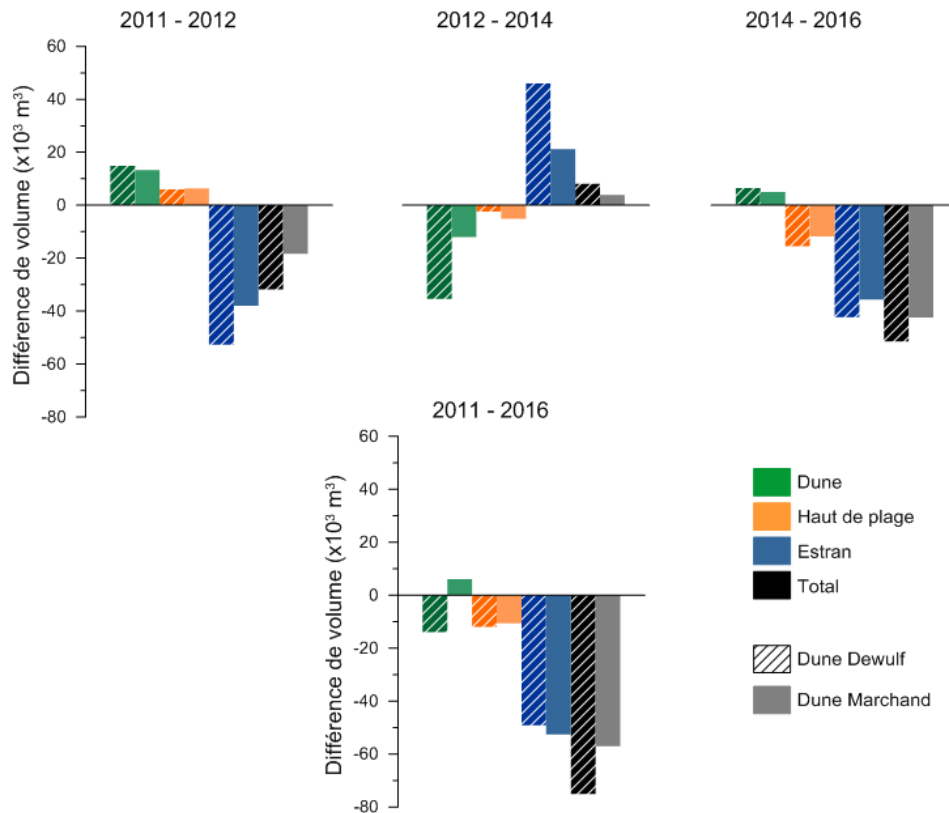 2011 - 2012
2012 - 2014
2014 - 2016
Différence de volume (x10³ m³)
60
40
20
0
-20
-40
-60
-80
2011 - 2016
Différence de volume (x10³ m³)
60
40
20
0
-20
-40
-60
-80
Dune
Haut de plage
Estran
Total
Dune Dewulf
Dune Marchand